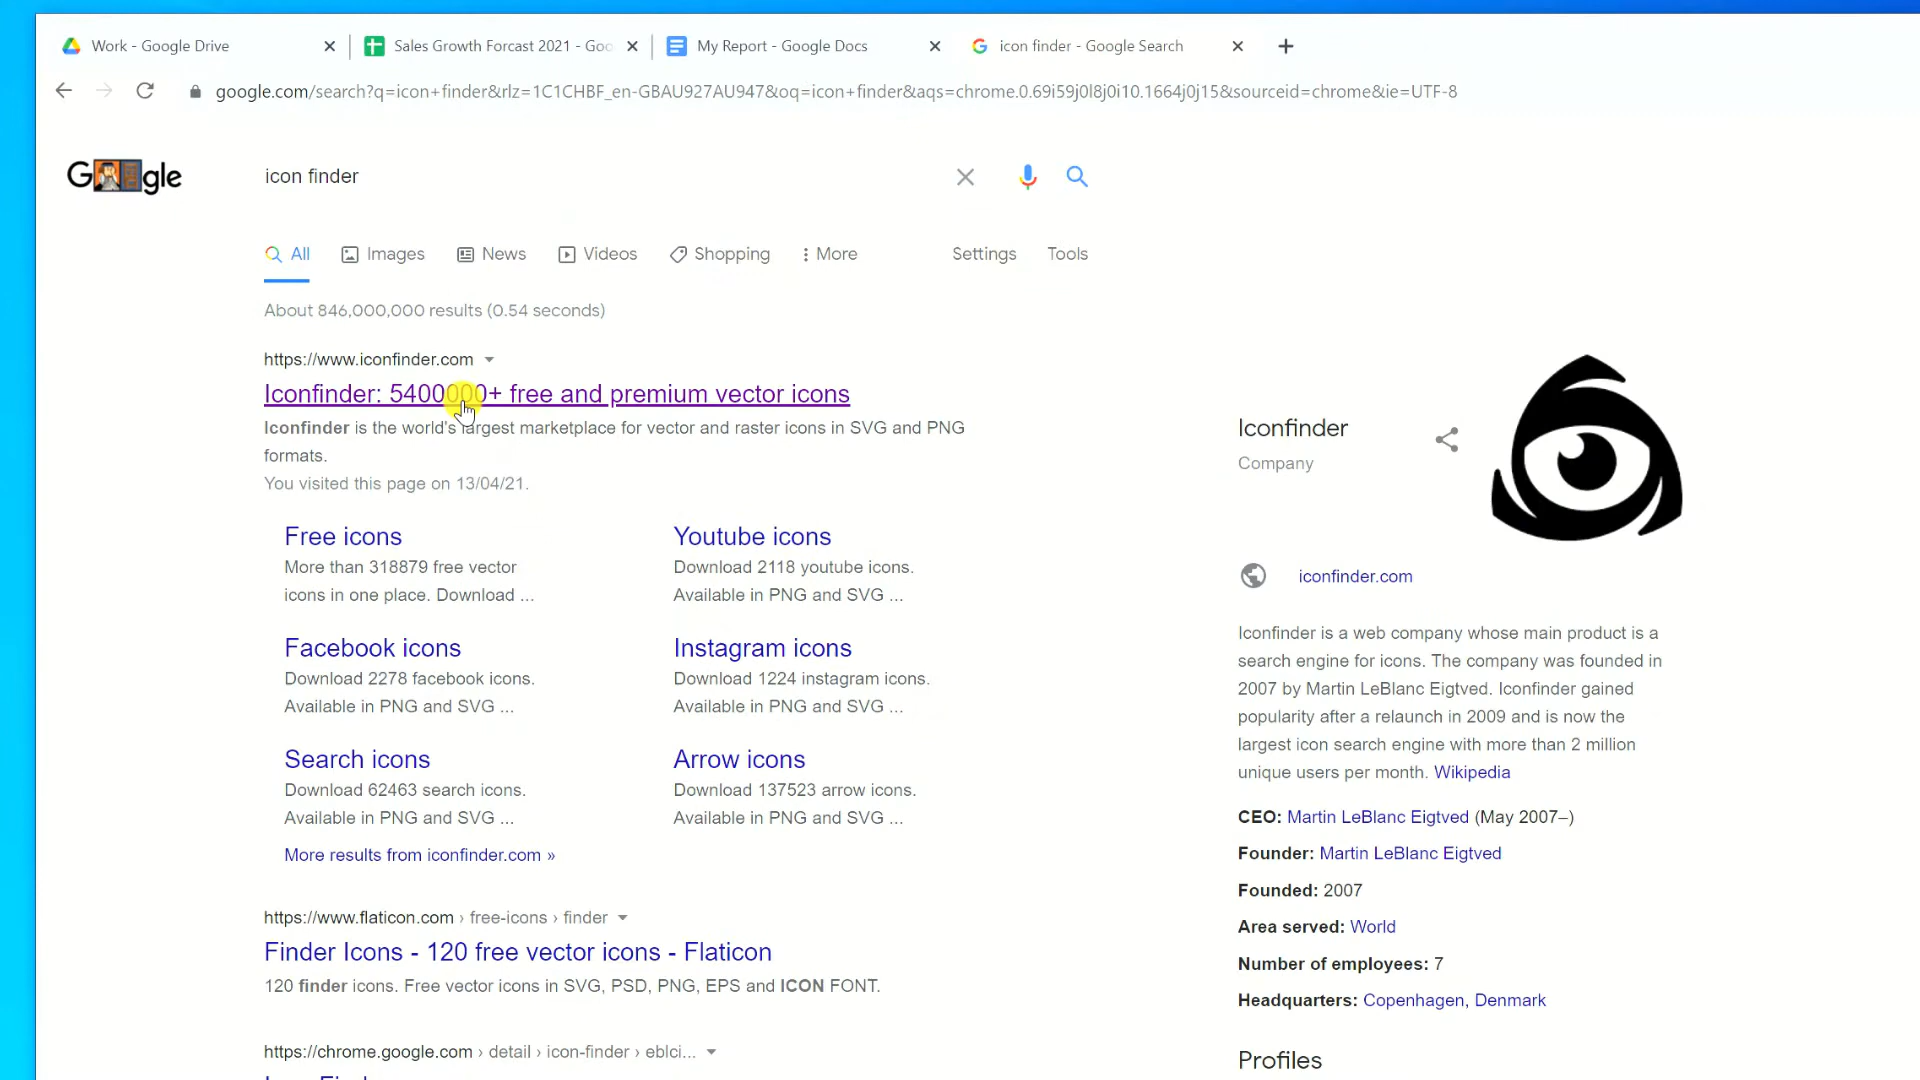 Work - Google Drive
Sales Growth Forcast 2021 - Goo
My Report - Google Docs
icon finder - Google Search
google.com/search?q=icon+finder&rlz=1C1CHBF_en-GBAU927AU947&oq=icon+finder&aqs=chrome.0.69i59j0l8j0i10.1664j0j15&sourceid=chrome&ie=UTF-8
G gle
icon finder
All
Images
News
Videos
Shopping
More
Settings
Tools
About 846,000,000 results (0.54 seconds)
https://www.iconfinder.com
Iconfinder: 5400000+ free and premium vector icons
Iconfinder is the world's largest marketplace for vector and raster icons in SVG and PNG
formats.
You visited this page on 13/04/21.
Free icons
More than 318879 free vector
icons in one place. Download ...
Youtube icons
Download 2118 youtube icons.
Available in PNG and SVG ...
Facebook icons
Download 2278 facebook icons.
Available in PNG and SVG ...
Instagram icons
Download 1224 instagram icons.
Available in PNG and SVG ...
Search icons
Download 62463 search icons.
Available in PNG and SVG ...
Arrow icons
Download 137523 arrow icons.
Available in PNG and SVG ...
More results from iconfinder.com »
https://www.flaticon.com › free-icons › finder
Finder Icons - 120 free vector icons - Flaticon
120 finder icons. Free vector icons in SVG, PSD, PNG, EPS and ICON FONT.
https://chrome.google.com › detail › icon-finder › eblci...
Iconfinder
Company
iconfinder.com
Iconfinder is a web company whose main product is a
search engine for icons. The company was founded in
2007 by Martin LeBlanc Eigtved. Iconfinder gained
popularity after a relaunch in 2009 and is now the
largest icon search engine with more than 2 million
unique users per month. Wikipedia
CEO: Martin LeBlanc Eigtved (May 2007–)
Founder: Martin LeBlanc Eigtved
Founded: 2007
Area served: World
Number of employees: 7
Headquarters: Copenhagen, Denmark
Profiles